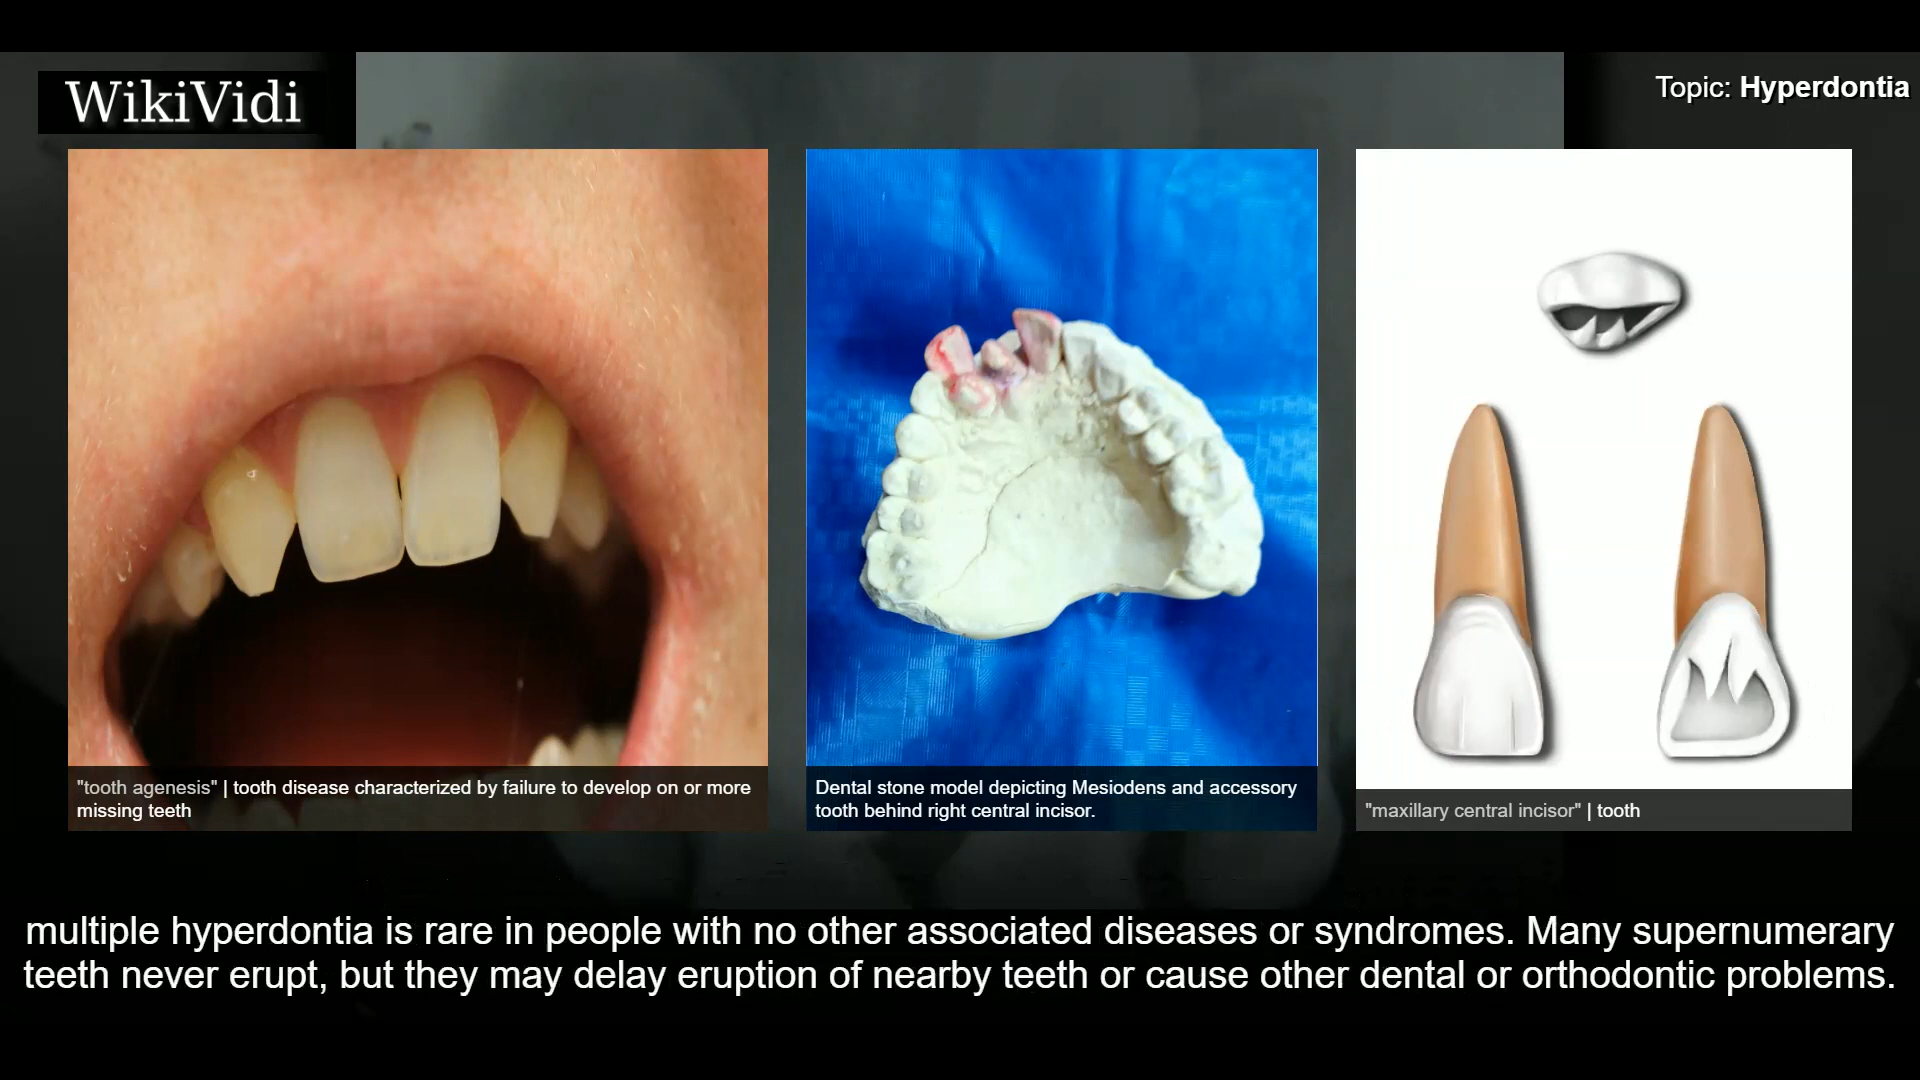 WikiVidi
Topic: Hyperdontia
"tooth agenesis" | tooth disease characterized by failure to develop on or more
missing teeth
Dental stone model depicting Mesiodens and accessory
tooth behind right central incisor.
"maxillary central incisor" | tooth
multiple hyperdontia is rare in people with no other associated diseases or syndromes. Many supernumerary
teeth never erupt, but they may delay eruption of nearby teeth or cause other dental or orthodontic problems.